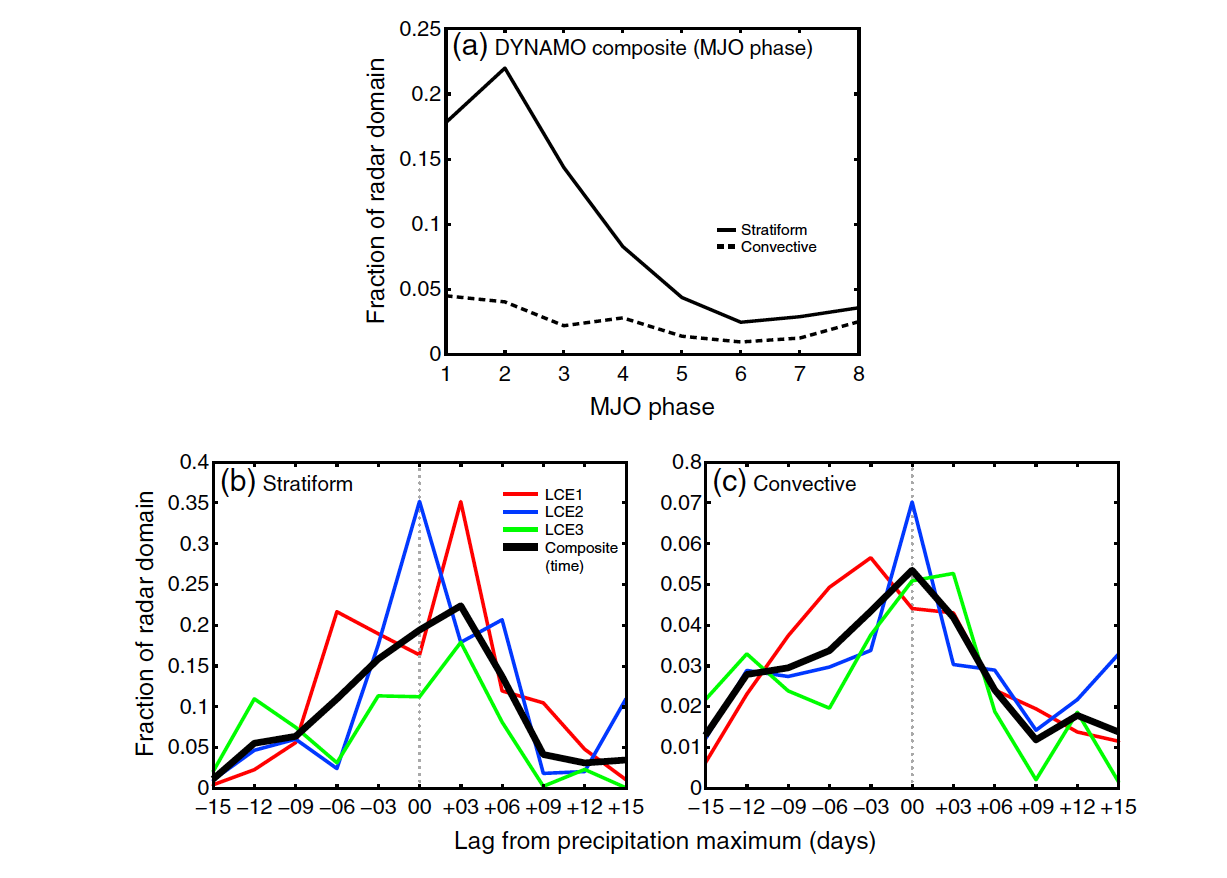 (a) DYNAMO composite (MJO phase)
Fraction of radar domain
0.25
0.2
0.15
0.1
0.05
0
Stratiform
Convective
1 2 3 4 5 6 7 8
MJO phase
(b) Stratiform
Fraction of radar domain
0.4
0.35
0.3
0.25
0.2
0.15
0.1
0.05
0
LCE1
LCE2
LCE3
Composite
(time)
−15 −12 −09 −06 −03 00 +03 +06 +09 +12 +15
(c) Convective
0.8
0.07
0.06
0.05
0.04
0.03
0.02
0.01
0
−15 −12 −09 −06 −03 00 +03 +06 +09 +12 +15
Lag from precipitation maximum (days)